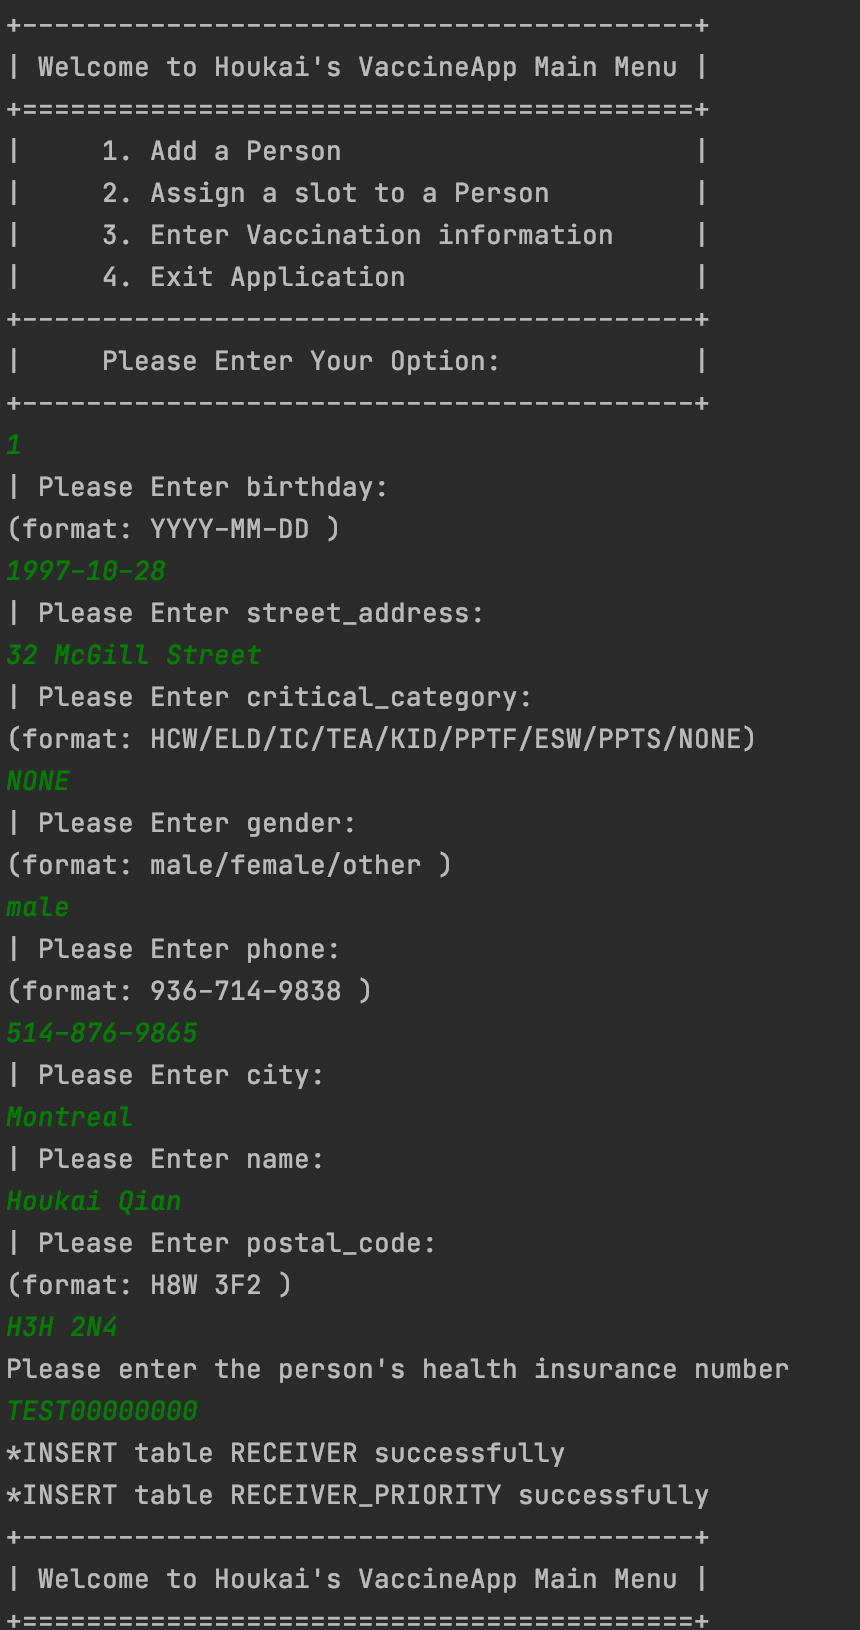 +------------------------------------------+
| Welcome to Houkai's VaccineApp Main Menu |
+==========================================+
|     1. Add a Person                      |
|     2. Assign a slot to a Person         |
|     3. Enter Vaccination information     |
|     4. Exit Application                  |
+------------------------------------------+
|     Please Enter Your Option:            |
+------------------------------------------+
1
| Please Enter birthday:
(format: YYYY-MM-DD )
1997-10-28
| Please Enter street_address:
32 McGill Street
| Please Enter critical_category:
(format: HCW/ELD/IC/TEA/KID/PPTF/ESW/PPTS/NONE)
NONE
| Please Enter gender:
(format: male/female/other )
male
| Please Enter phone:
(format: 936-714-9838 )
514-876-9865
| Please Enter city:
Montreal
| Please Enter name:
Houkai Qian
| Please Enter postal_code:
(format: H8W 3F2 )
H3H 2N4
Please enter the person's health insurance number
TEST00000000
*INSERT table RECEIVER successfully
*INSERT table RECEIVER_PRIORITY successfully
+------------------------------------------+
| Welcome to Houkai's VaccineApp Main Menu |
+==========================================+